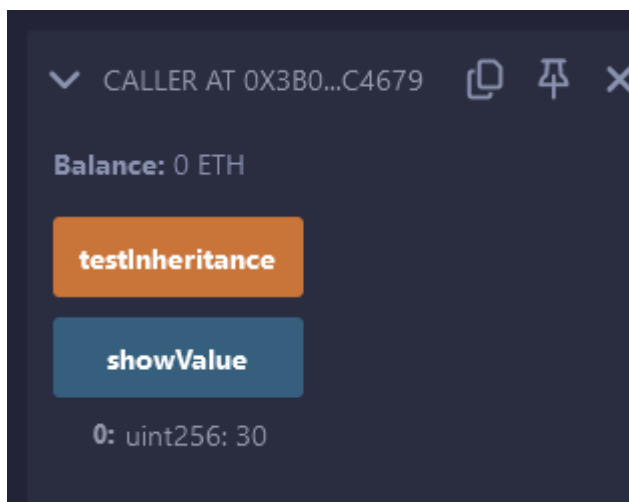 CALLER AT 0X3B0...C4679
Balance: 0 ETH
testInheritance
showValue
0: uint256: 30